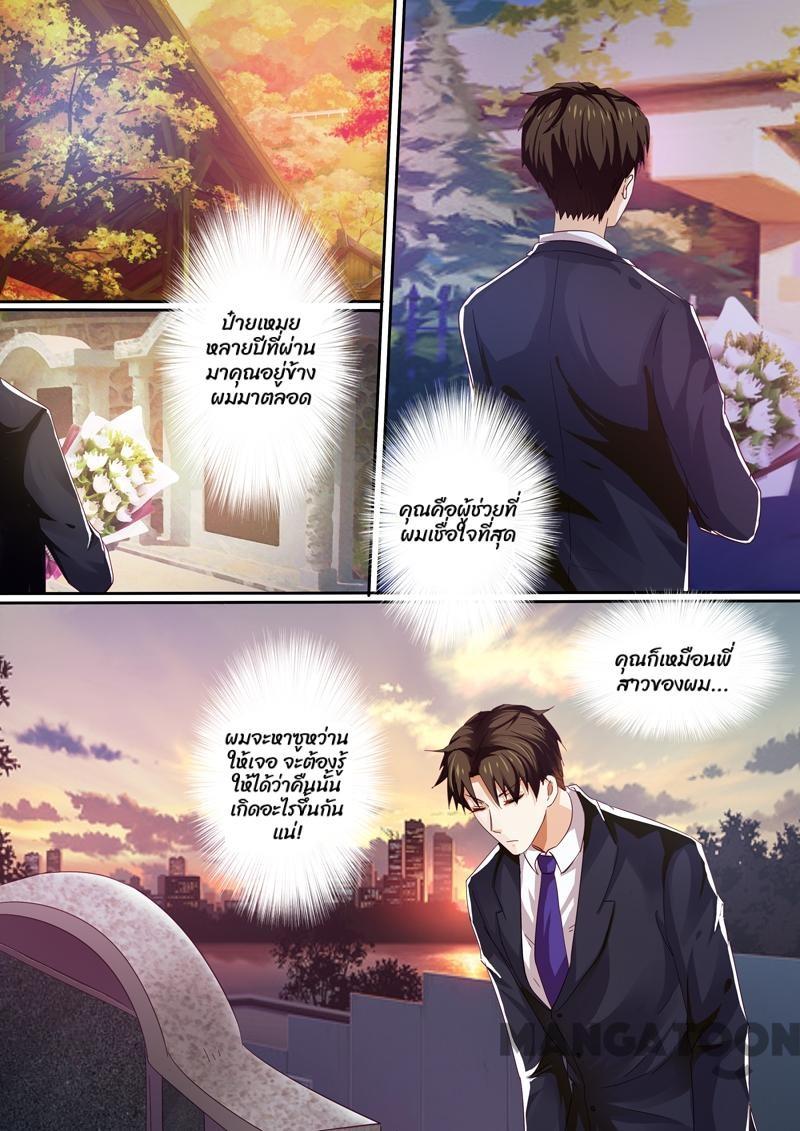 ป๋ายเหมย
หลายปีที่ผ่าน
มาคุณอยู่ข้าง
ผมมาตลอด
คุณคือผู้ช่วยที่
ผมเชื่อใจที่สุด
คุณก็เหมือนพี่
สาวของผม...
ผมจะหาซูหว่าน
ให้เจอ จะต้องรู้
ให้ได้ว่าคืนนั้น
เกิดอะไรขึ้นกัน
แน่!
MANGATOON